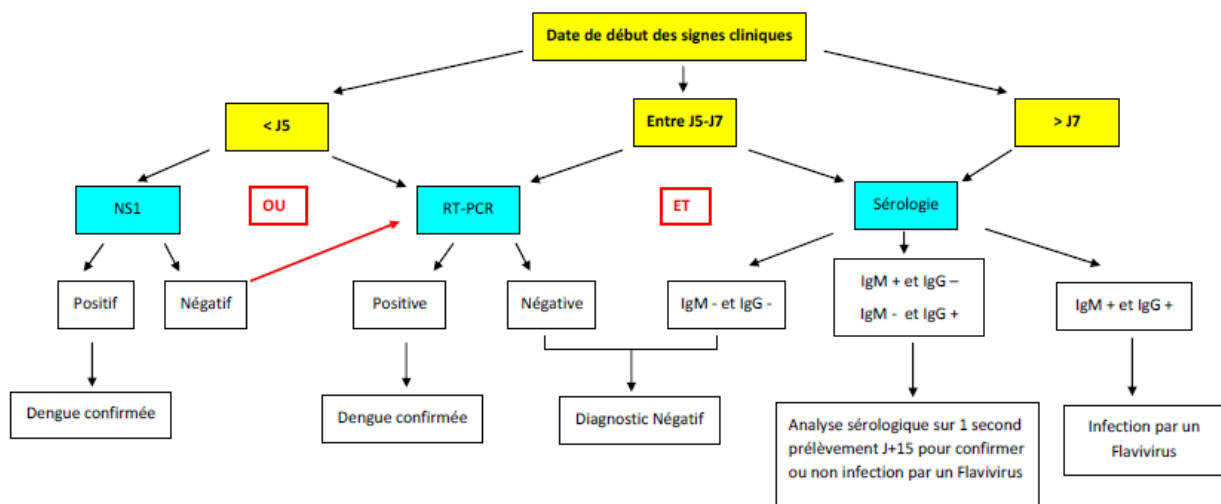 Date de début des signes cliniques
< J5
Entre J5-J7
> J7
NS1
OU
RT-PCR
ET
Sérologie
Positif
Négatif
Positive
Négative
IgM - et IgG -
IgM + et IgG –
IgM - et IgG +
IgM + et IgG +
Dengue confirmée
Dengue confirmée
Diagnostic Négatif
Analyse sérologique sur 1 second
prélèvement J+15 pour confirmer
ou non infection par un Flavivirus
Infection par un
Flavivirus